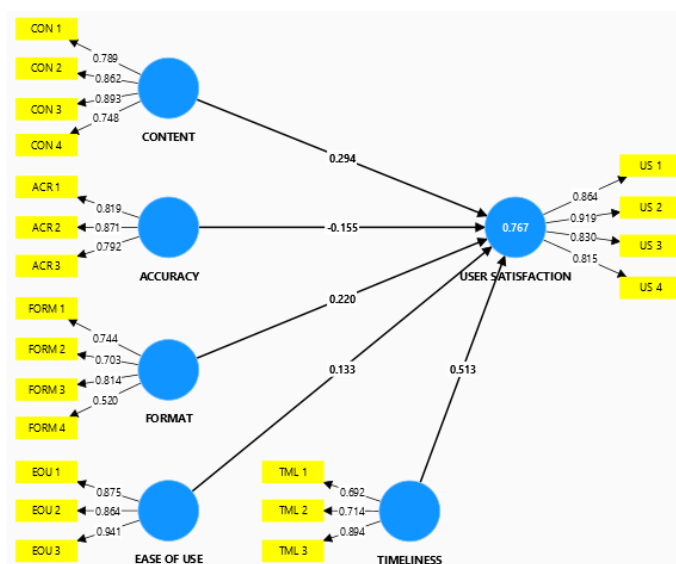 CON 1
0.789
CON 2
0.862
CON 3
0.893
CON 4
0.748
CONTENT
0.294
ACR 1
0.819
ACR 2
0.871
ACR 3
0.792
ACCURACY
-0.155
FORM 1
0.744
FORM 2
0.703
FORM 3
0.814
FORM 4
0.520
FORMAT
0.220
EOU 1
0.875
EOU 2
0.864
EOU 3
0.941
EASE OF USE
0.133
TML 1
0.692
TML 2
0.714
TML 3
0.894
TIMELINESS
0.513
0.767
USER SATISFACTION
US 1
0.864
US 2
0.919
US 3
0.830
US 4
0.815